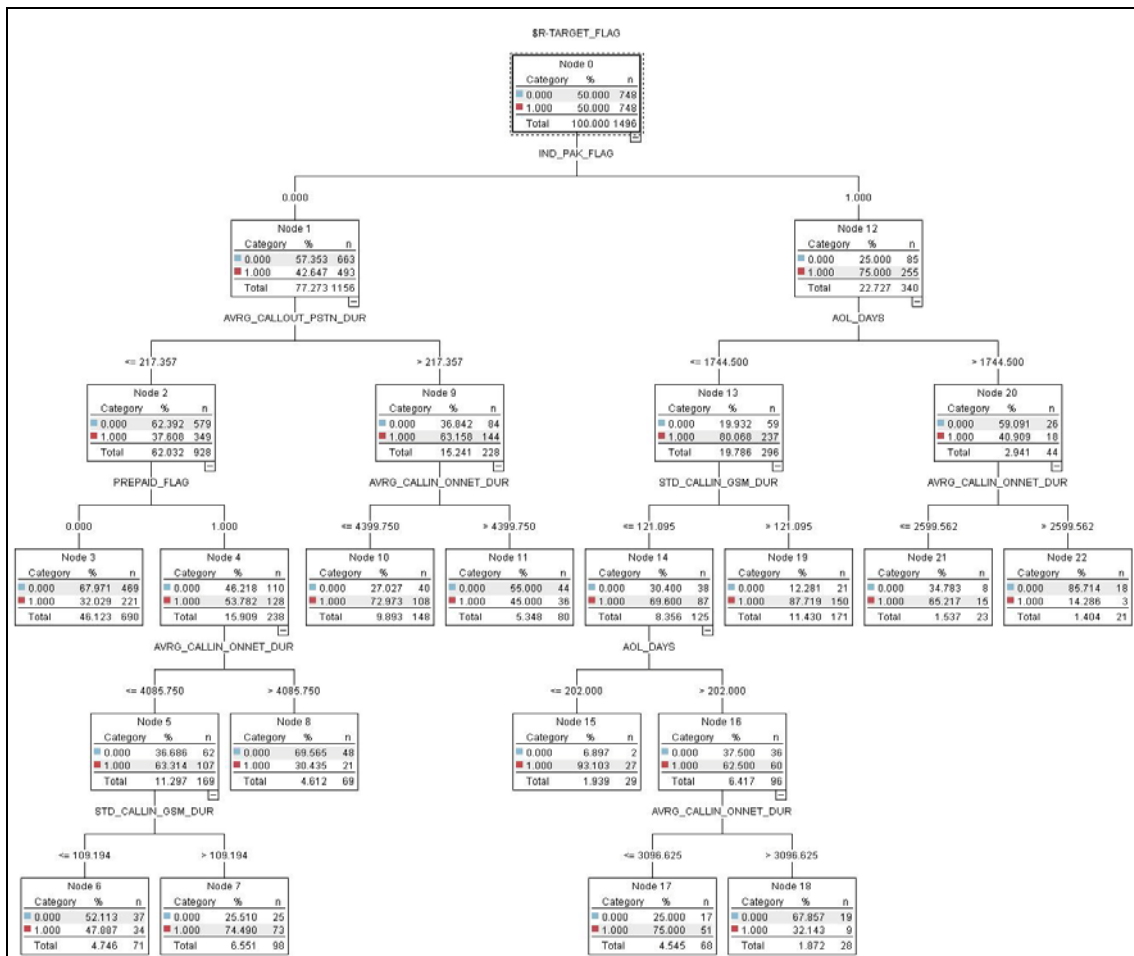 $R-TARGET_FLAG
Node 0
Category % n
0.000 50.000 748
1.000 50.000 748
Total 100.000 1496
IND_PAK_FLAG
0.000
1.000
Node 1
Category % n
0.000 57.353 663
1.000 42.647 493
Total 77.273 1156
Node 12
Category % n
0.000 25.000 85
1.000 75.000 255
Total 22.727 340
AVRG_CALLOUT_PSTN_DUR
AOL_DAYS
<= 217.357
> 217.357
<= 1744.500
> 1744.500
Node 2
Category % n
0.000 62.392 579
1.000 37.608 349
Total 62.032 928
Node 9
Category % n
0.000 36.842 84
1.000 63.158 144
Total 15.241 228
Node 13
Category % n
0.000 19.932 59
1.000 80.068 237
Total 19.786 296
Node 20
Category % n
0.000 59.091 26
1.000 40.909 18
Total 2.941 44
PREPAID_FLAG
AVRG_CALLIN_ONNET_DUR
STD_CALLIN_GSM_DUR
AVRG_CALLIN_ONNET_DUR
0.000
1.000
<= 4399.750
> 4399.750
<= 121.095
> 121.095
<= 2599.562
> 2599.562
Node 3
Category % n
0.000 67.971 469
1.000 32.029 221
Total 46.123 690
Node 4
Category % n
0.000 46.218 110
1.000 53.782 128
Total 15.909 238
Node 10
Category % n
0.000 27.027 40
1.000 72.973 108
Total 9.893 148
Node 11
Category % n
0.000 55.000 44
1.000 45.000 36
Total 5.348 80
Node 14
Category % n
0.000 30.400 38
1.000 69.600 87
Total 8.356 125
Node 19
Category % n
0.000 12.281 21
1.000 87.719 150
Total 11.430 171
Node 21
Category % n
0.000 34.783 8
1.000 65.217 15
Total 1.537 23
Node 22
Category % n
0.000 85.714 18
1.000 14.286 3
Total 1.404 21
AVRG_CALLIN_ONNET_DUR
AOL_DAYS
<= 4085.750
> 4085.750
<= 202.000
> 202.000
Node 5
Category % n
0.000 36.686 62
1.000 63.314 107
Total 11.297 169
Node 8
Category % n
0.000 69.565 48
1.000 30.435 21
Total 4.612 69
Node 15
Category % n
0.000 6.897 2
1.000 93.103 27
Total 1.939 29
Node 16
Category % n
0.000 37.500 36
1.000 62.500 60
Total 6.417 96
STD_CALLIN_GSM_DUR
AVRG_CALLIN_ONNET_DUR
<= 109.194
> 109.194
<= 3096.625
> 3096.625
Node 6
Category % n
0.000 52.113 37
1.000 47.887 34
Total 4.746 71
Node 7
Category % n
0.000 25.510 25
1.000 74.490 73
Total 6.551 98
Node 17
Category % n
0.000 25.000 17
1.000 75.000 51
Total 4.545 68
Node 18
Category % n
0.000 67.857 19
1.000 32.143 9
Total 1.872 28